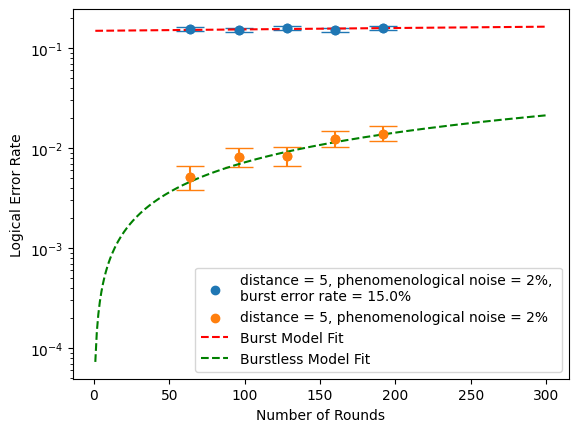 10⁻¹
10⁻²
10⁻³
10⁻⁴
Logical Error Rate
distance = 5, phenomenological noise = 2%,
burst error rate = 15.0%
distance = 5, phenomenological noise = 2%
Burst Model Fit
Burstless Model Fit
0 50 100 150 200 250 300
Number of Rounds